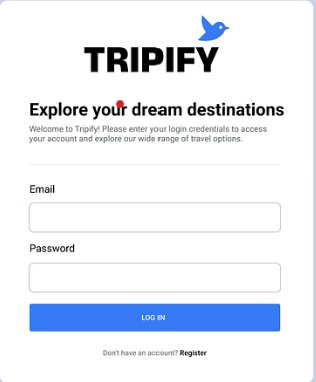 TRIPIFY
Explore your dream destinations
Welcome to Tripify! Please enter your login credentials to access
your account and explore our wide range of travel options.
Email
Password
LOG IN
Don't have an account? Register